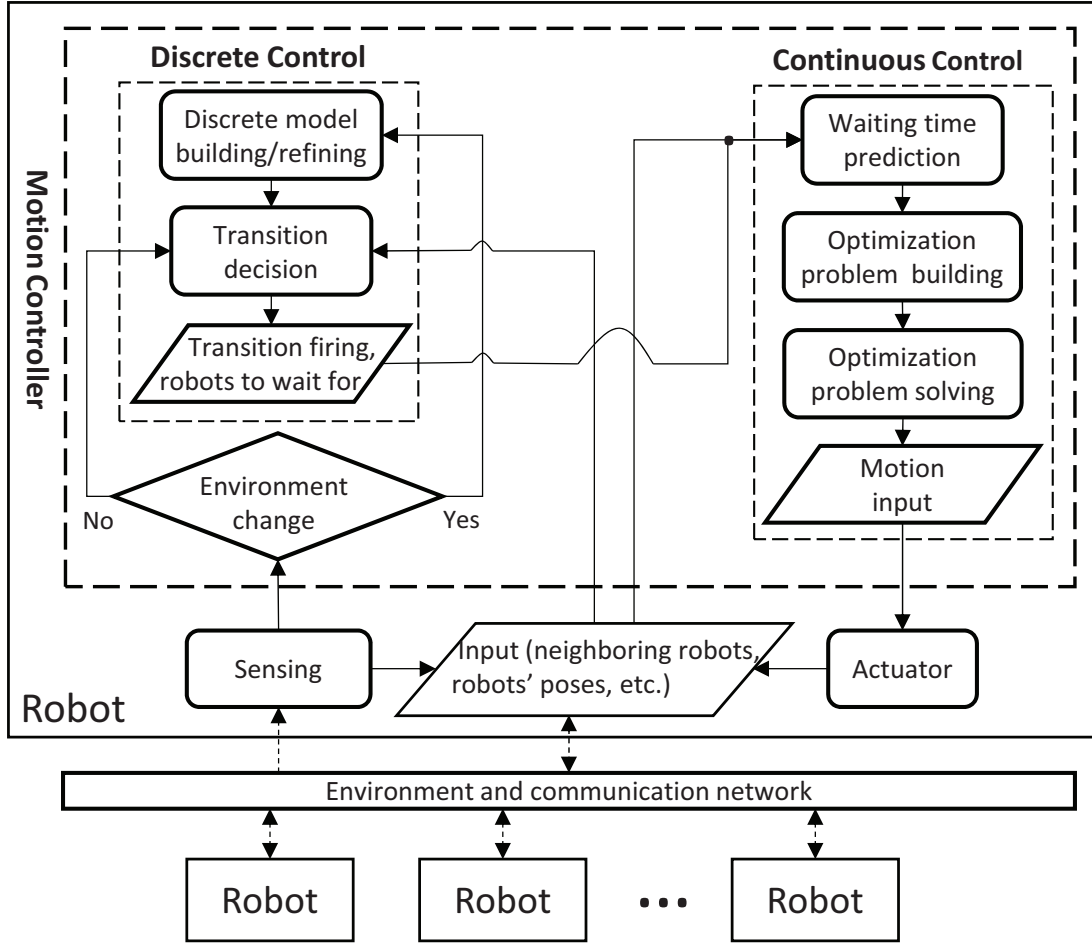 Discrete Control
Continuous Control
Motion Controller
Discrete model
building/refining
Transition
decision
Transition firing,
robots to wait for
Environment
change
No
Yes
Waiting time
prediction
Optimization
problem building
Optimization
problem solving
Motion
input
Sensing
Input (neighboring robots,
robots' poses, etc.)
Actuator
Robot
Environment and communication network
Robot
Robot
...
Robot